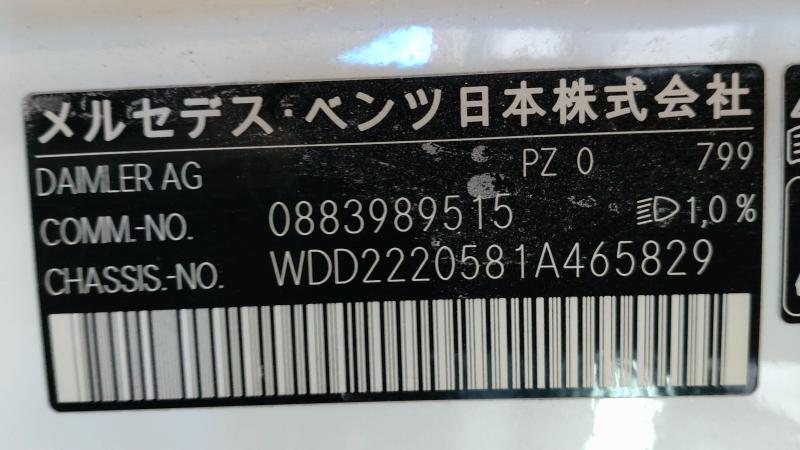 メルセデス・ベンツ日本株式会社
DAIMLER AG PZ 0 799
COMM.-NO. 0883989515 1,0%
CHASSIS.-NO. WDD2220581A465829